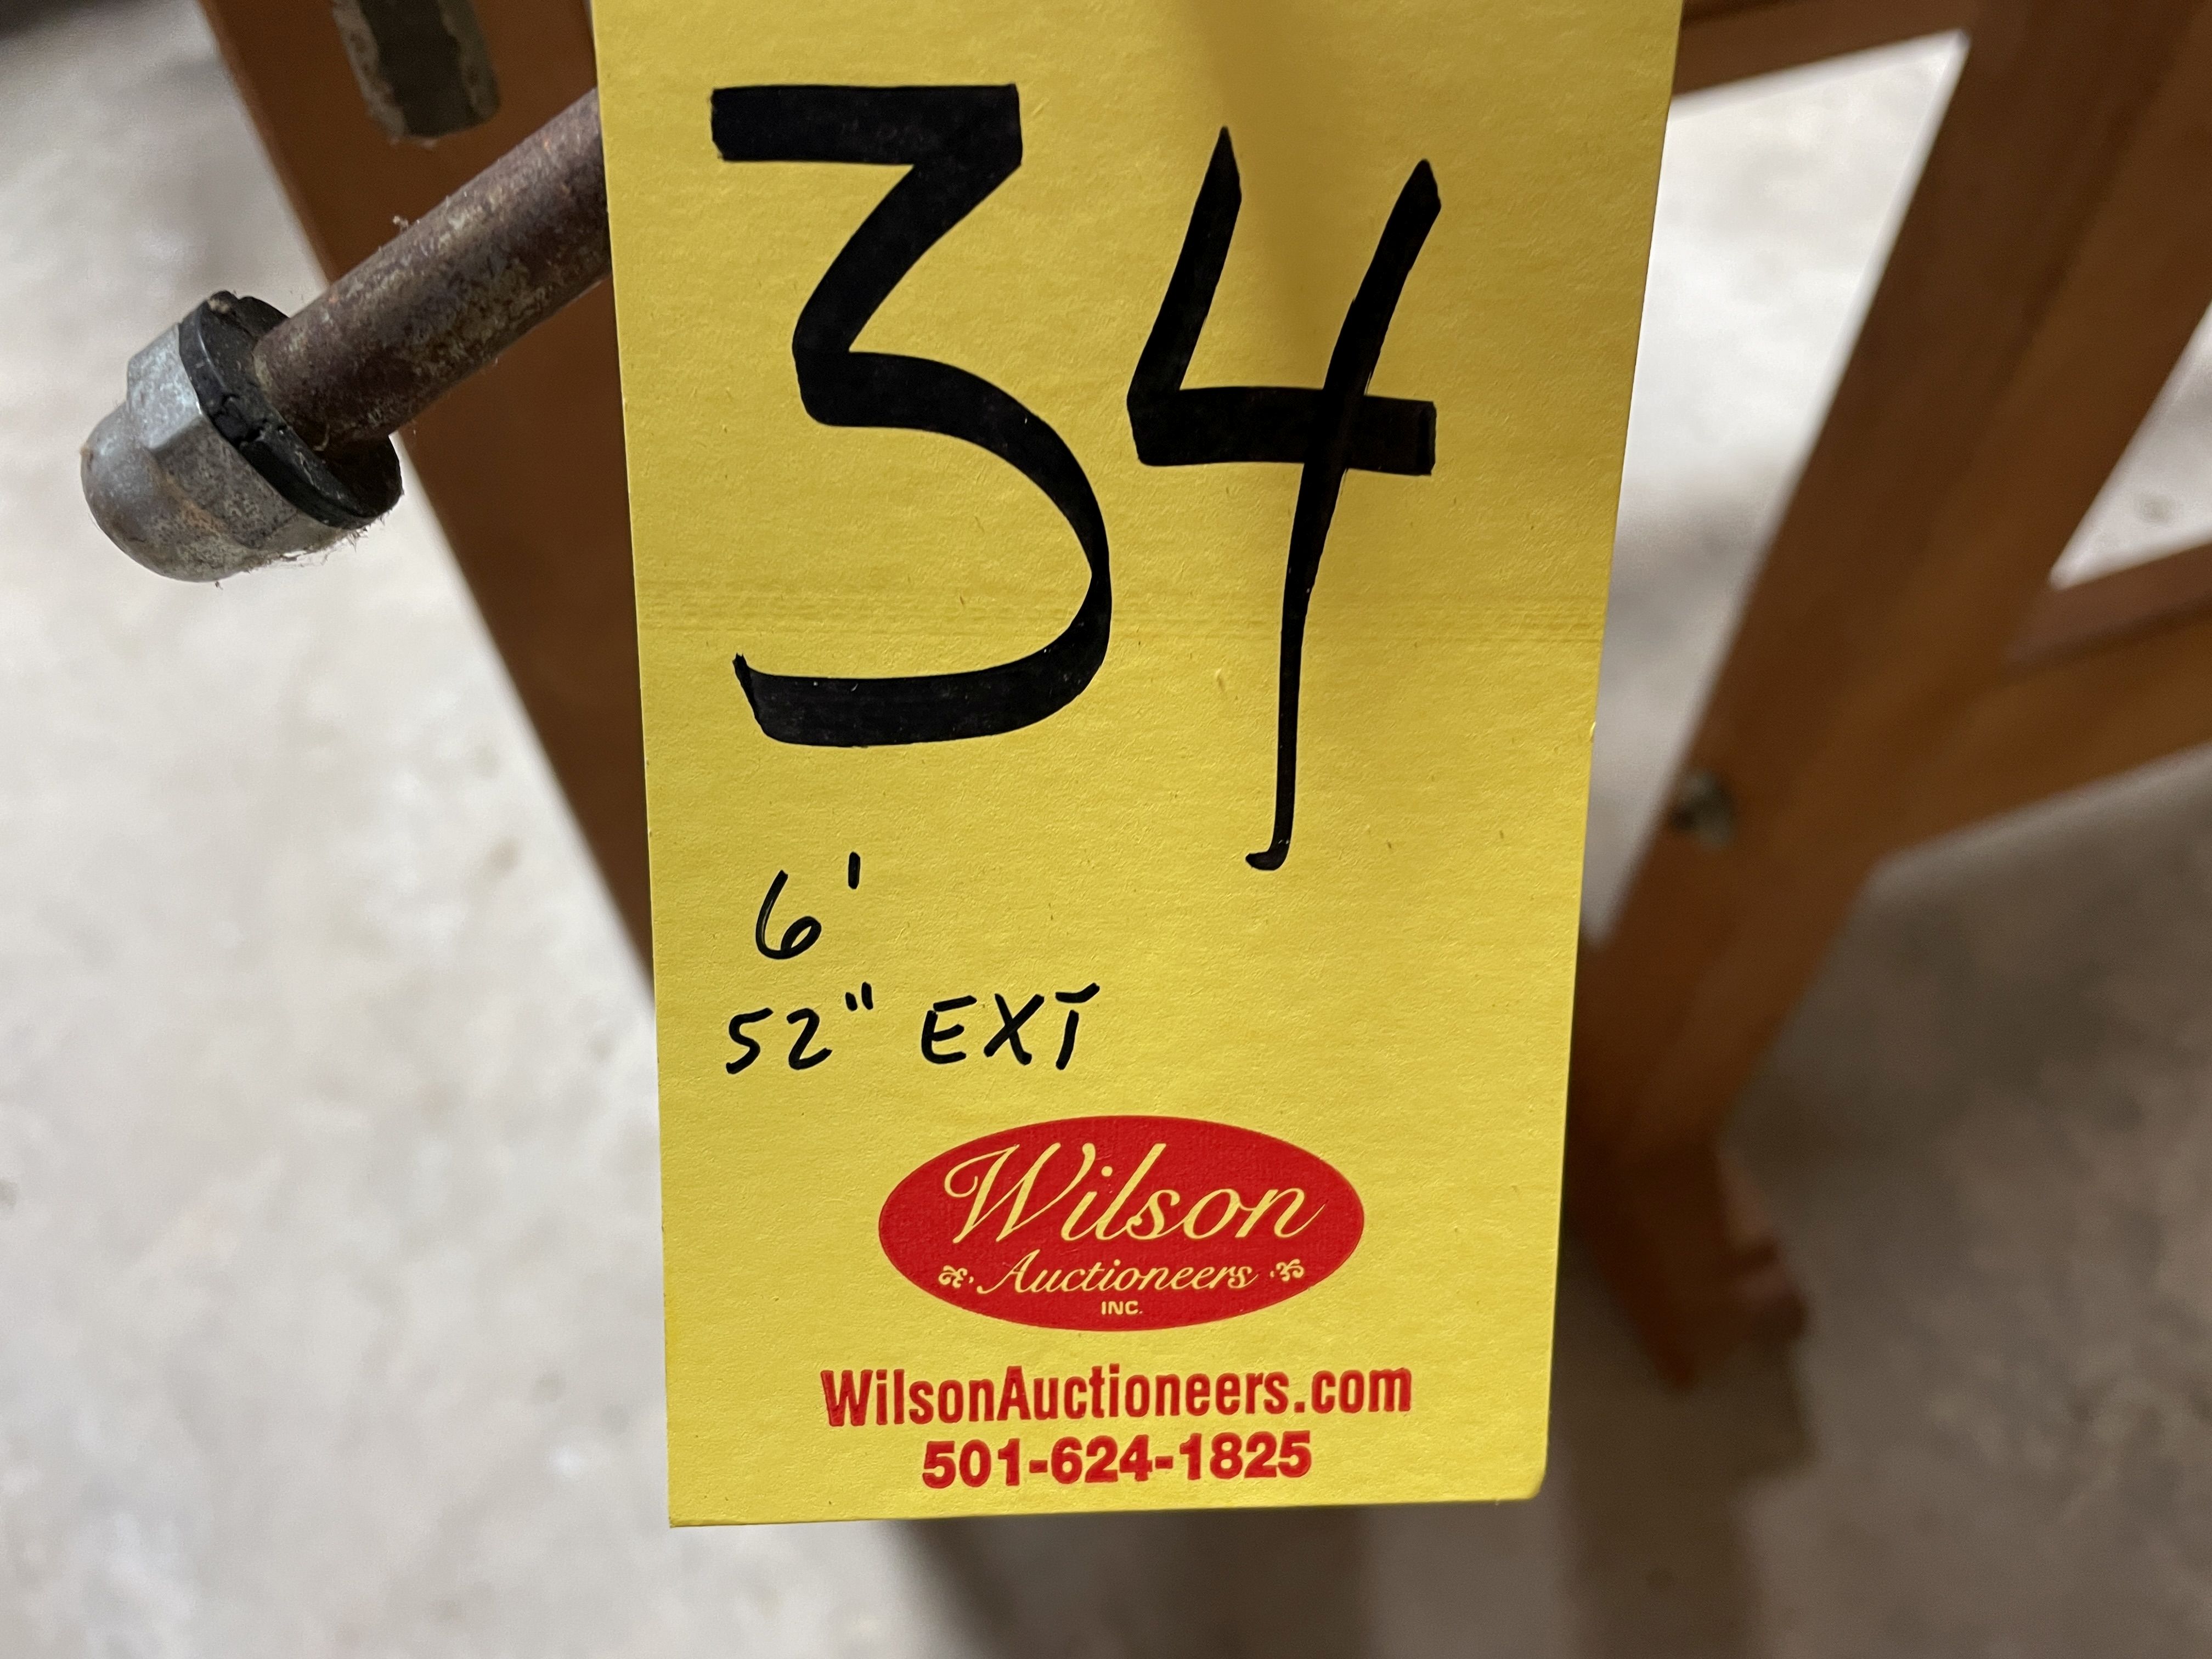 34
6'
52" EXT
Wilson
Auctioneers
INC.
WilsonAuctioneers.com
501-624-1825